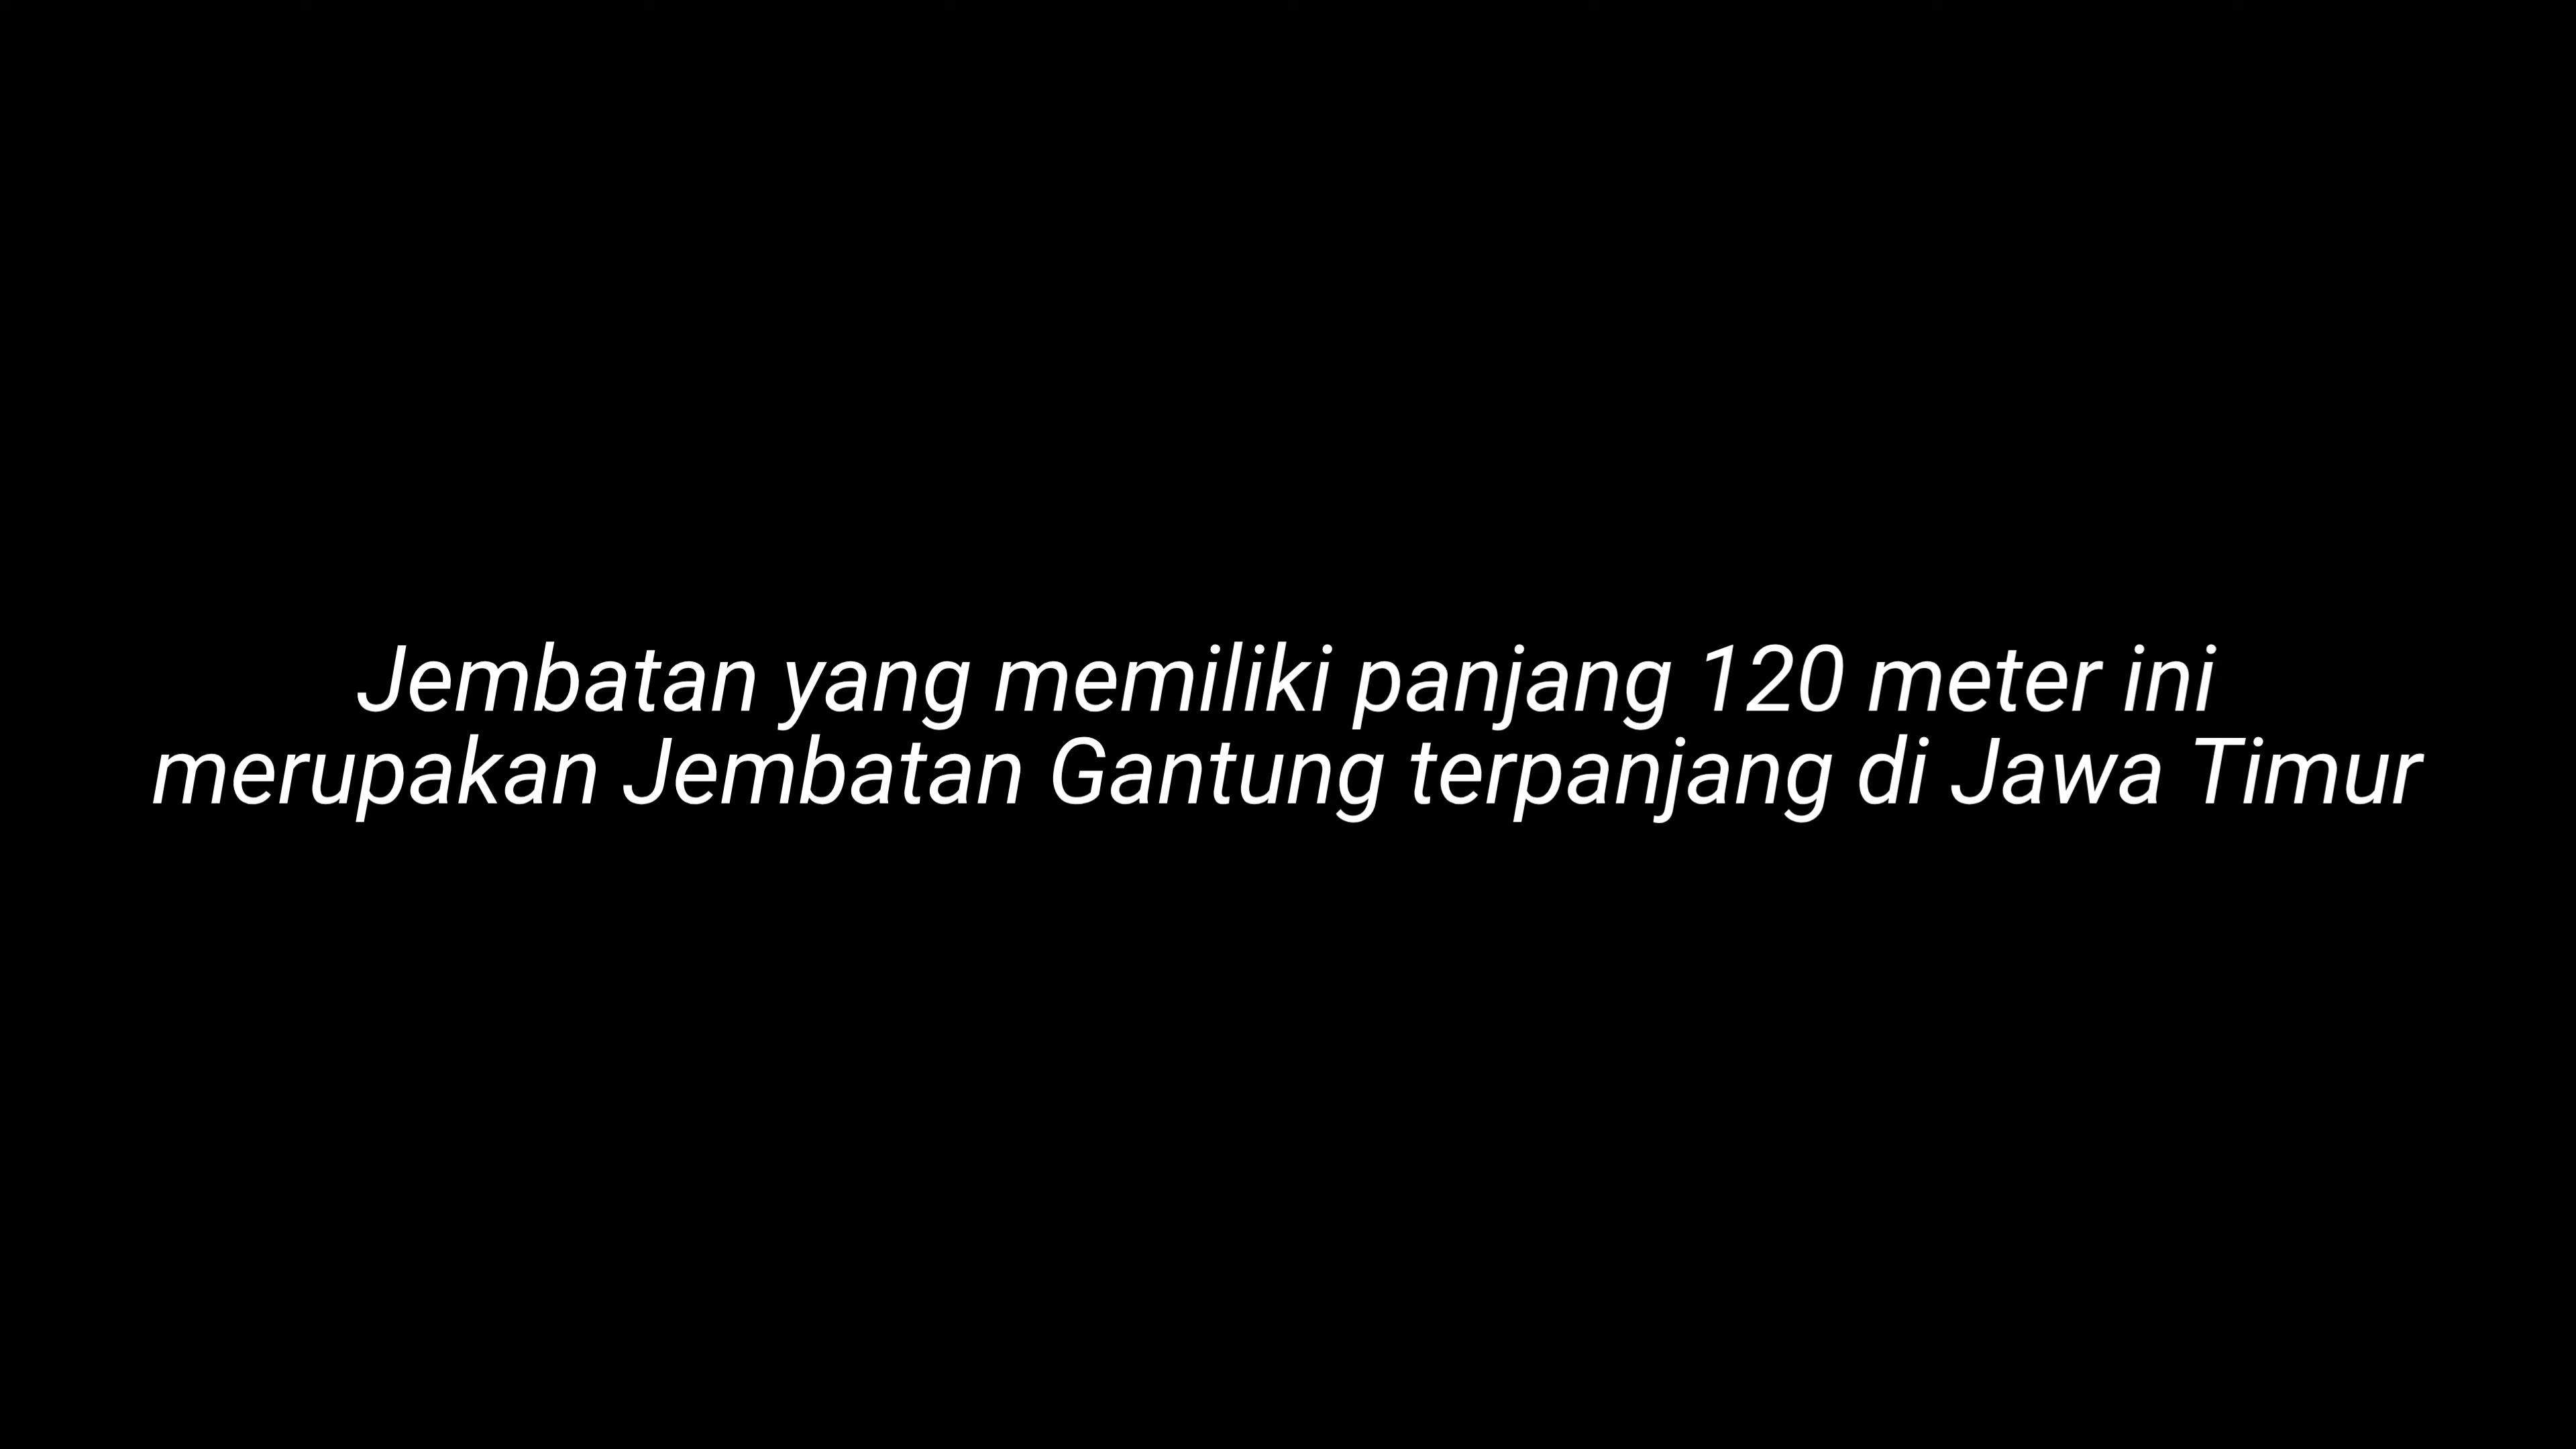 Jembatan yang memiliki panjang 120 meter ini
merupakan Jembatan Gantung terpanjang di Jawa Timur